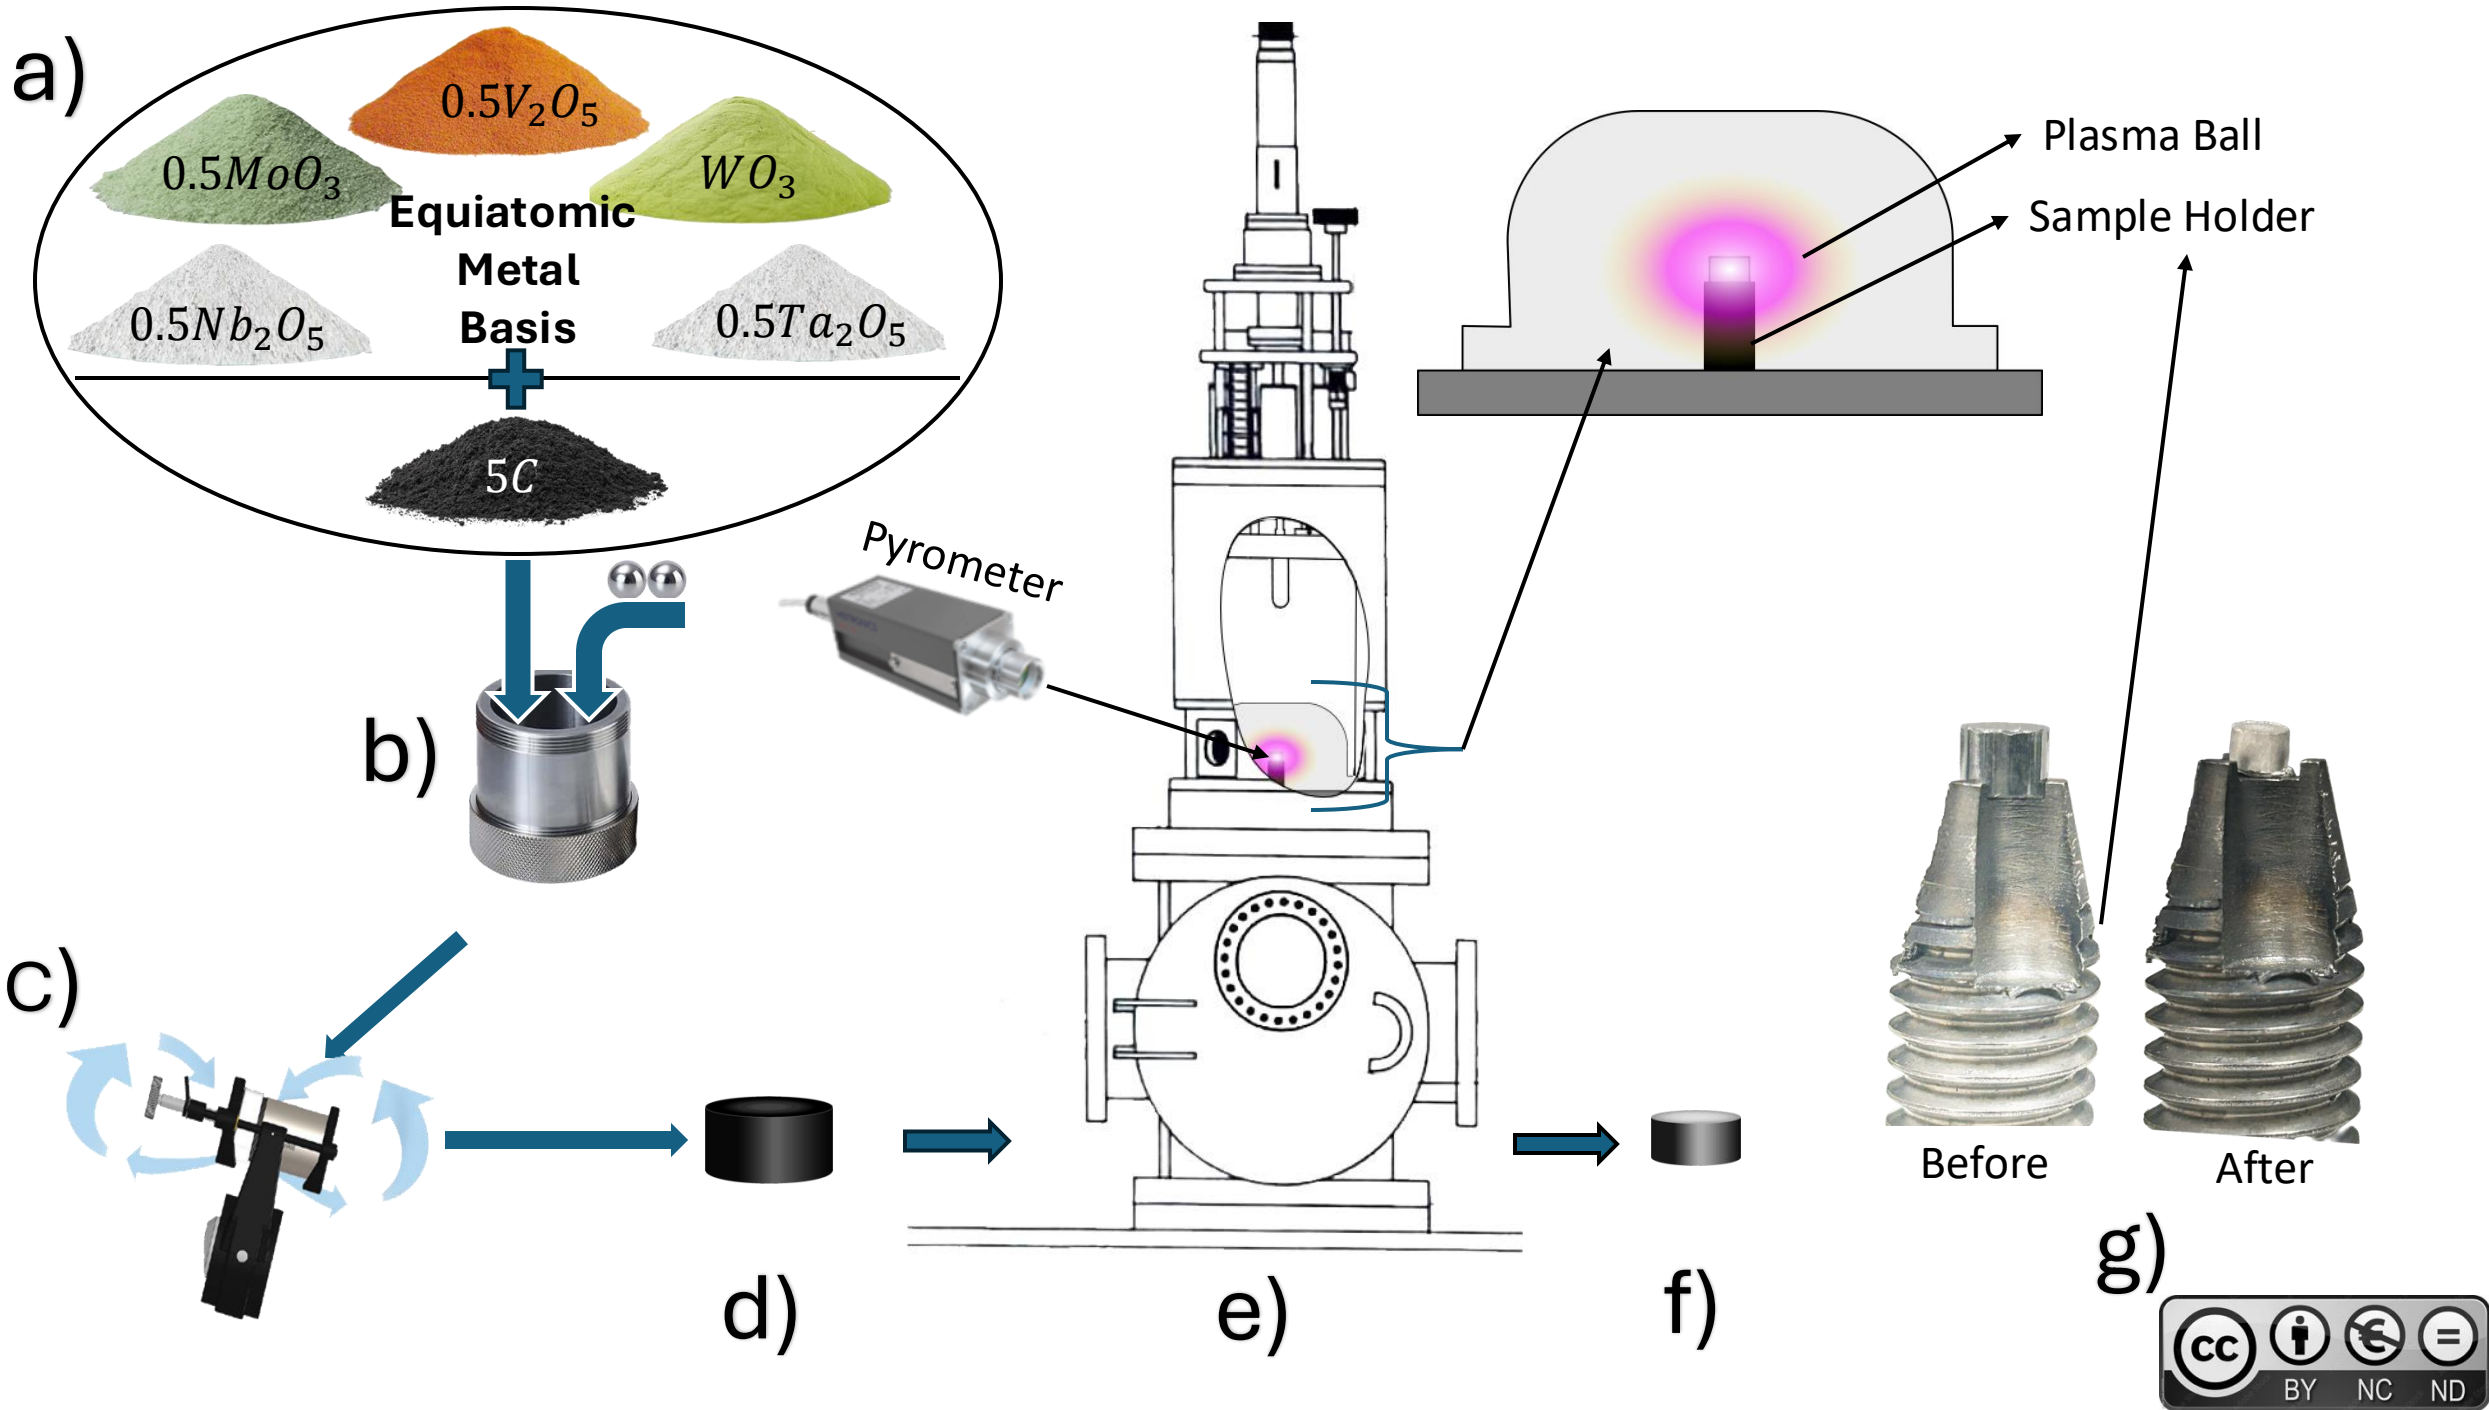 a)
0.5V₂O₅
0.5MoO₃
WO₃
Equiatomic
Metal
Basis
0.5Nb₂O₅
0.5Ta₂O₅
5C
Plasma Ball
Sample Holder
Pyrometer
b)
c)
d)
e)
f)
Before
After
g)
cc
BY NC ND